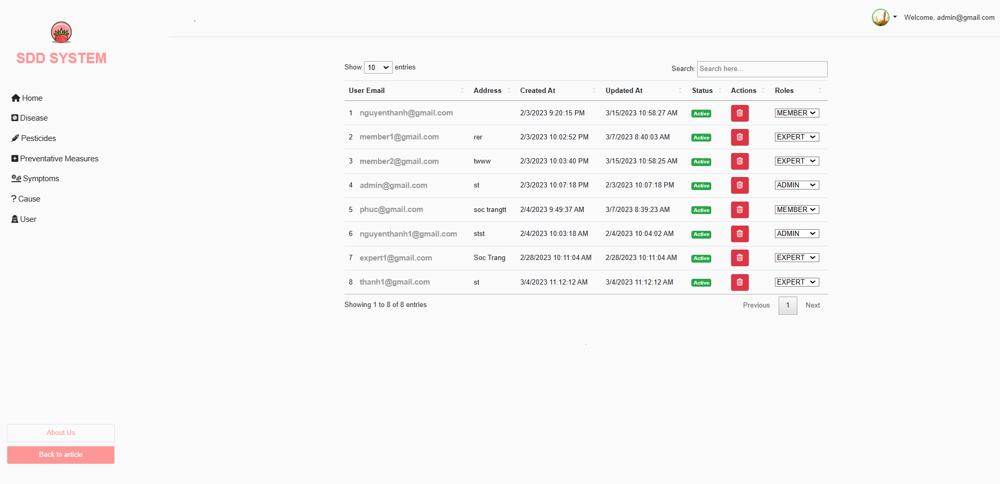 Welcome, admin@gmail.com
SDD SYSTEM
Home
Disease
Pesticides
Preventative Measures
Symptoms
Cause
User
About Us
Back to article
Show 10 entries
Search: Search here...
User Email Address Created At Updated At Status Actions Roles
1 nguyenthanh@gmail.com 2/3/2023 9:20:15 PM 3/15/2023 10:58:27 AM Active MEMBER
2 member1@gmail.com rer 2/3/2023 10:02:52 PM 3/7/2023 8:40:03 AM Active EXPERT
3 member2@gmail.com twww 2/3/2023 10:03:40 PM 3/15/2023 10:58:25 AM Active EXPERT
4 admin@gmail.com st 2/3/2023 10:07:18 PM 2/3/2023 10:07:18 PM Active ADMIN
5 phuc@gmail.com soc trangtt 2/4/2023 9:49:37 AM 3/7/2023 8:39:23 AM Active MEMBER
6 nguyenthanh1@gmail.com stst 2/4/2023 10:03:18 AM 2/4/2023 10:04:02 AM Active ADMIN
7 expert1@gmail.com Soc Trang 2/28/2023 10:11:04 AM 2/28/2023 10:11:04 AM Active EXPERT
8 thanh1@gmail.com st 3/4/2023 11:12:12 AM 3/4/2023 11:12:12 AM Active EXPERT
Showing 1 to 8 of 8 entries
Previous 1 Next